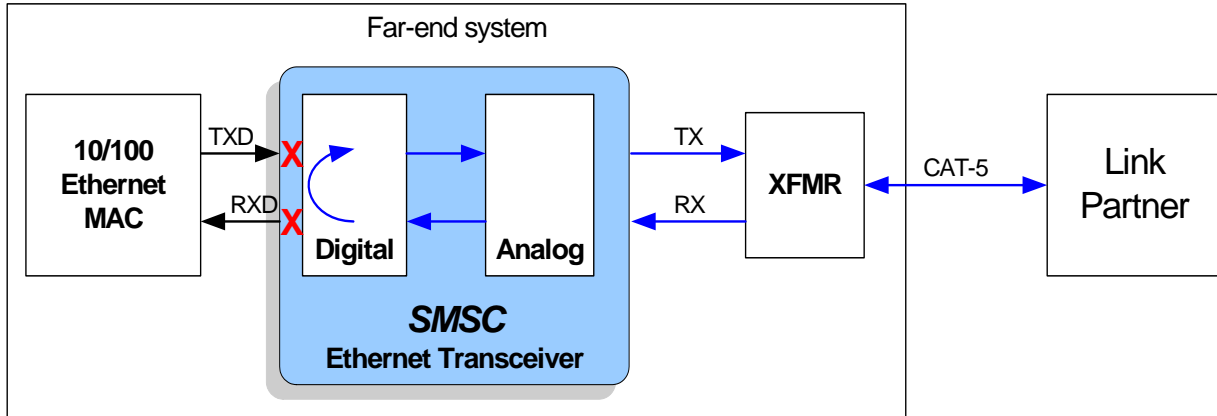 Far-end system
10/100
Ethernet
MAC
TXD
RXD
X
X
Digital
Analog
SMSC
Ethernet Transceiver
TX
RX
XFMR
CAT-5
Link
Partner